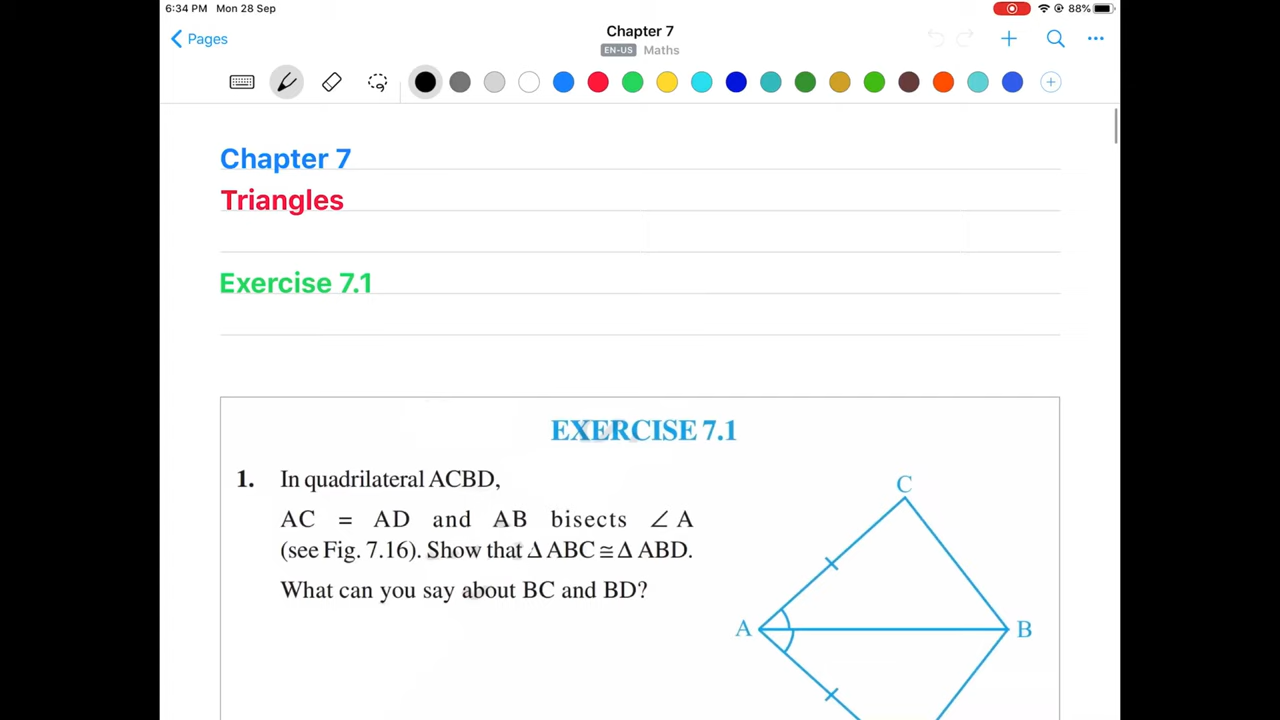 6:34 PM Mon 28 Sep
88%
Pages
Chapter 7
EN-US Maths
Chapter 7
Triangles
Exercise 7.1
EXERCISE 7.1
1. In quadrilateral ACBD,
AC = AD and AB bisects ∠ A
(see Fig. 7.16). Show that Δ ABC ≅ Δ ABD.
What can you say about BC and BD?
C
A
B